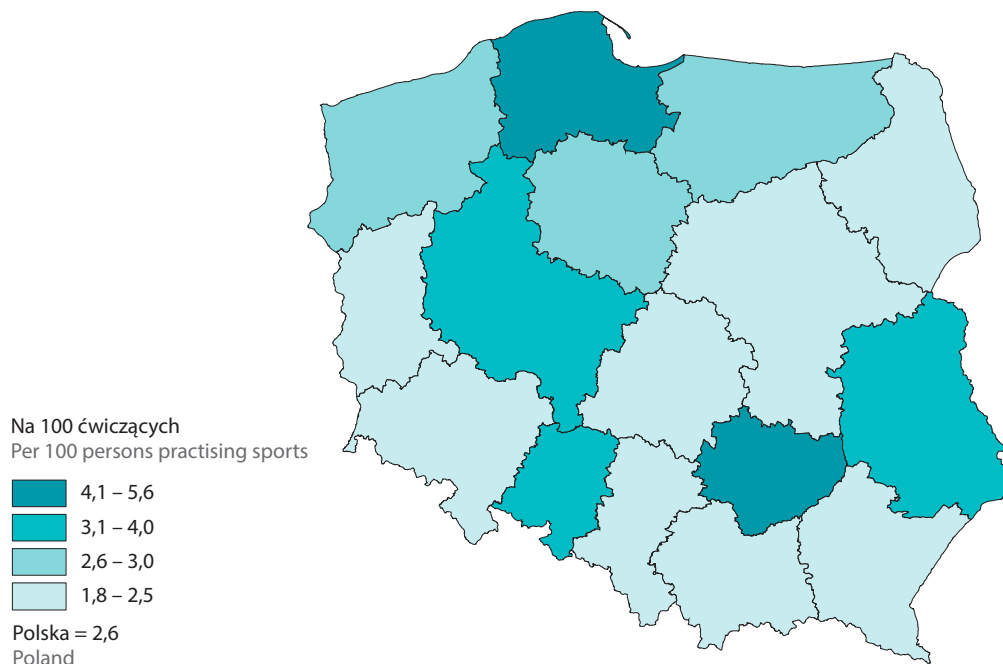 Na 100 ćwiczących
Per 100 persons practising sports
4,1 – 5,6
3,1 – 4,0
2,6 – 3,0
1,8 – 2,5
Polska = 2,6
Poland